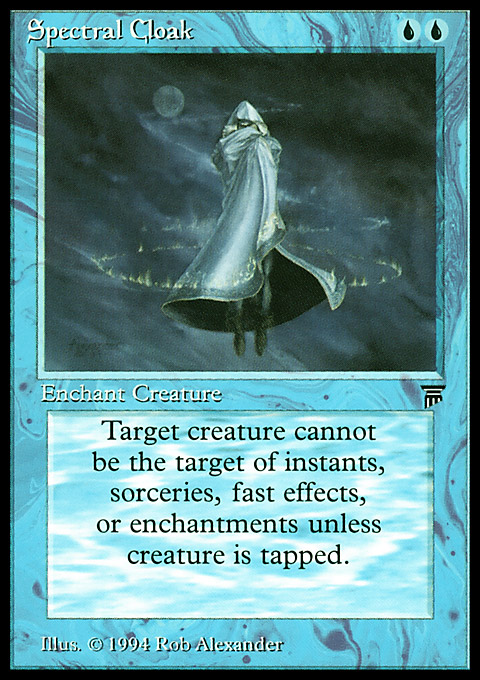 Spectral Cloak
Enchant Creature
Target creature cannot
be the target of instants,
sorceries, fast effects,
or enchantments unless
creature is tapped.
Illus. © 1994 Rob Alexander